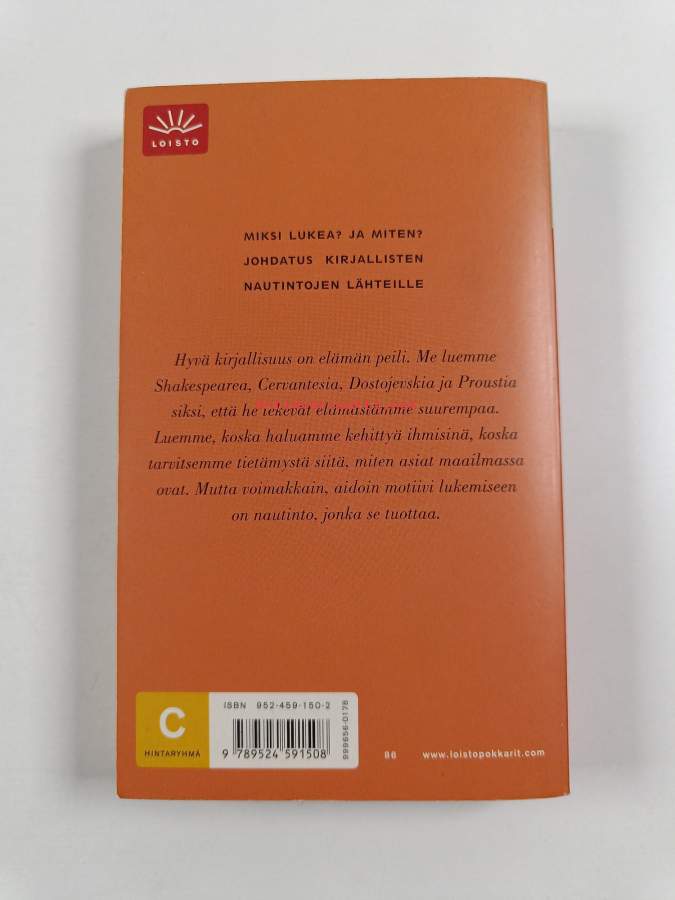 LOISTO
MIKSI LUKEA? JA MITEN?
JOHDATUS KIRJALLISTEN
NAUTINTOJEN LÄHTEILLE
Hyvä kirjallisuus on elämän peili. Me luemme
Shakespearea, Cervantesia, Dostojevskia ja Proustia
siksi, että he tekevät elämästämme suurempaa.
Luemme, koska haluamme kehittyä ihmisinä, koska
tarvitsemme tietämystä siitä, miten asiat maailmassa
ovat. Mutta voimakkain, aidoin motiivi lukemiseen
on nautinto, jonka se tuottaa.
C
HINTARYHMÄ
ISBN 952-459-150-2
9 789524 591508
999656-0178
86
www.loistopokkarit.com